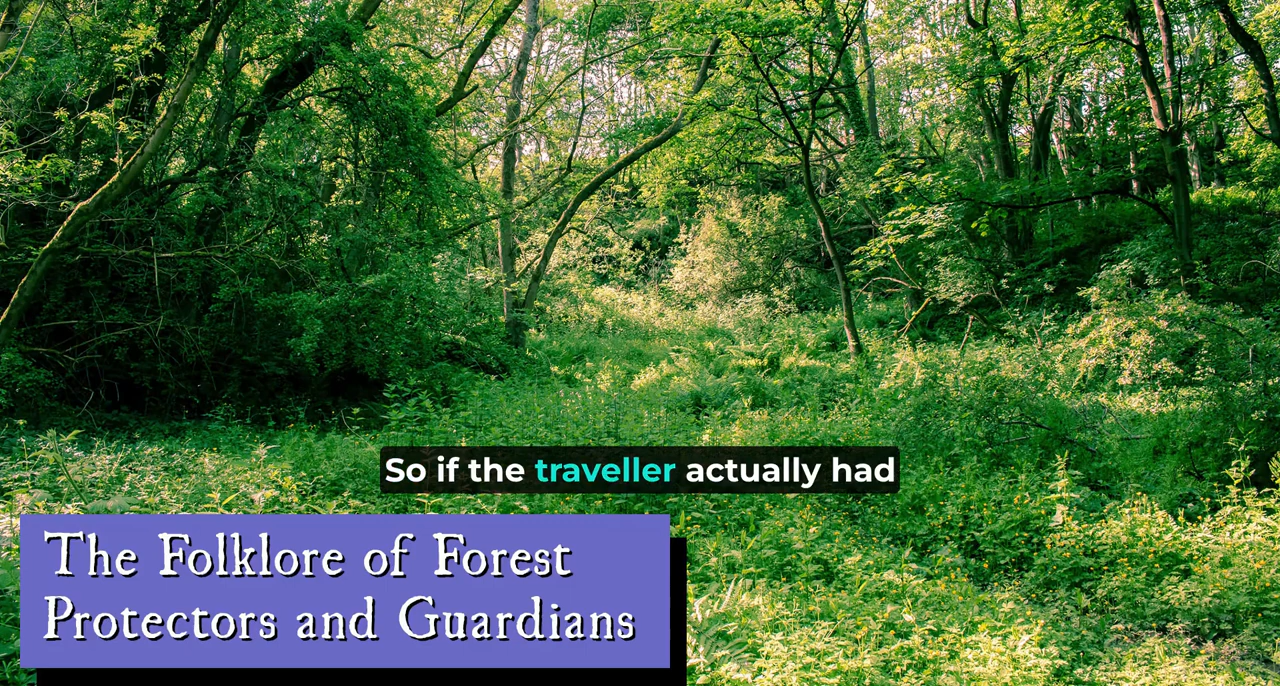 So if the traveller actually had
The Folklore of Forest
Protectors and Guardians